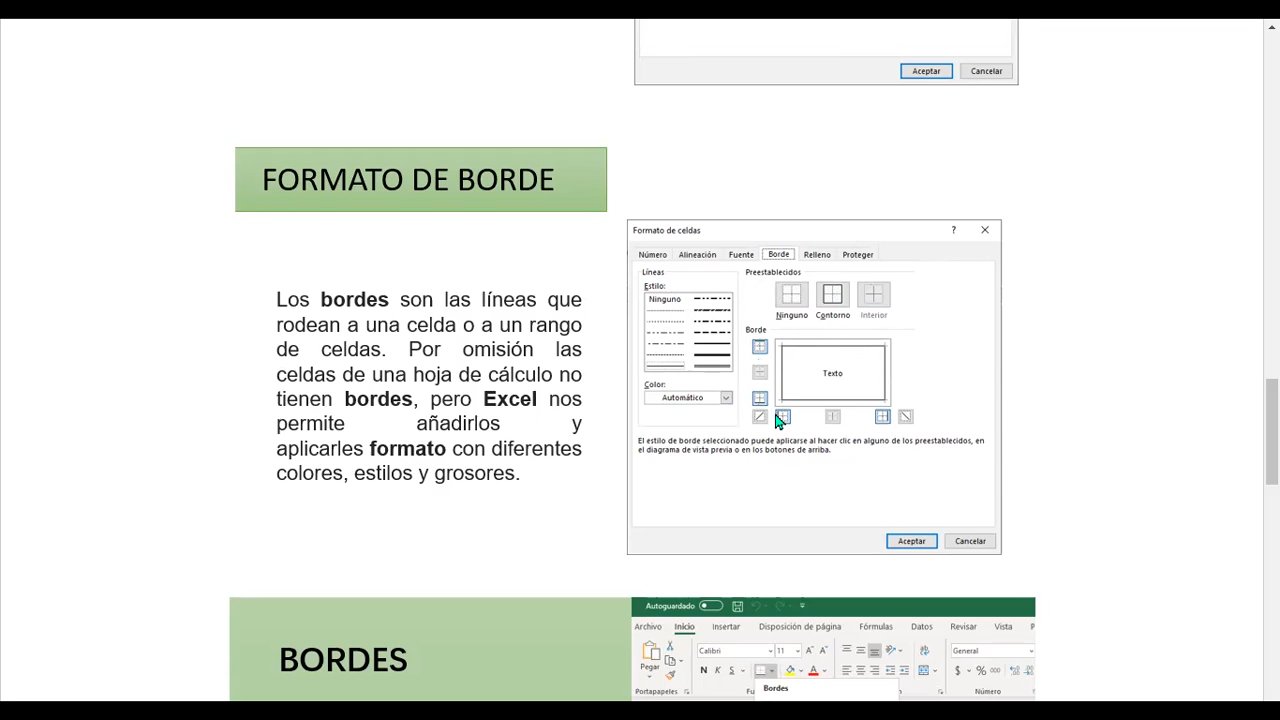 Aceptar Cancelar
FORMATO DE BORDE
Los bordes son las líneas que
rodean a una celda o a un rango
de celdas. Por omisión las
celdas de una hoja de cálculo no
tienen bordes, pero Excel nos
permite añadirlos y
aplicarles formato con diferentes
colores, estilos y grosores.
Formato de celdas ?
Número Alineación Fuente Borde Relleno Proteger
Líneas
Estilo:
Ninguno
Color:
Automático
Preestablecidos
Ninguno Contorno Interior
Borde
Texto
El estilo de borde seleccionado puede aplicarse al hacer clic en alguno de los preestablecidos, en
el diagrama de vista previa o en los botones de arriba.
Aceptar Cancelar
BORDES
Autoguardado
Archivo Inicio Insertar Disposición de página Fórmulas Datos Revisar Vista
Calibri 11 General
Pegar
N K S $ % 000
Portapapeles Fu Número
Bordes